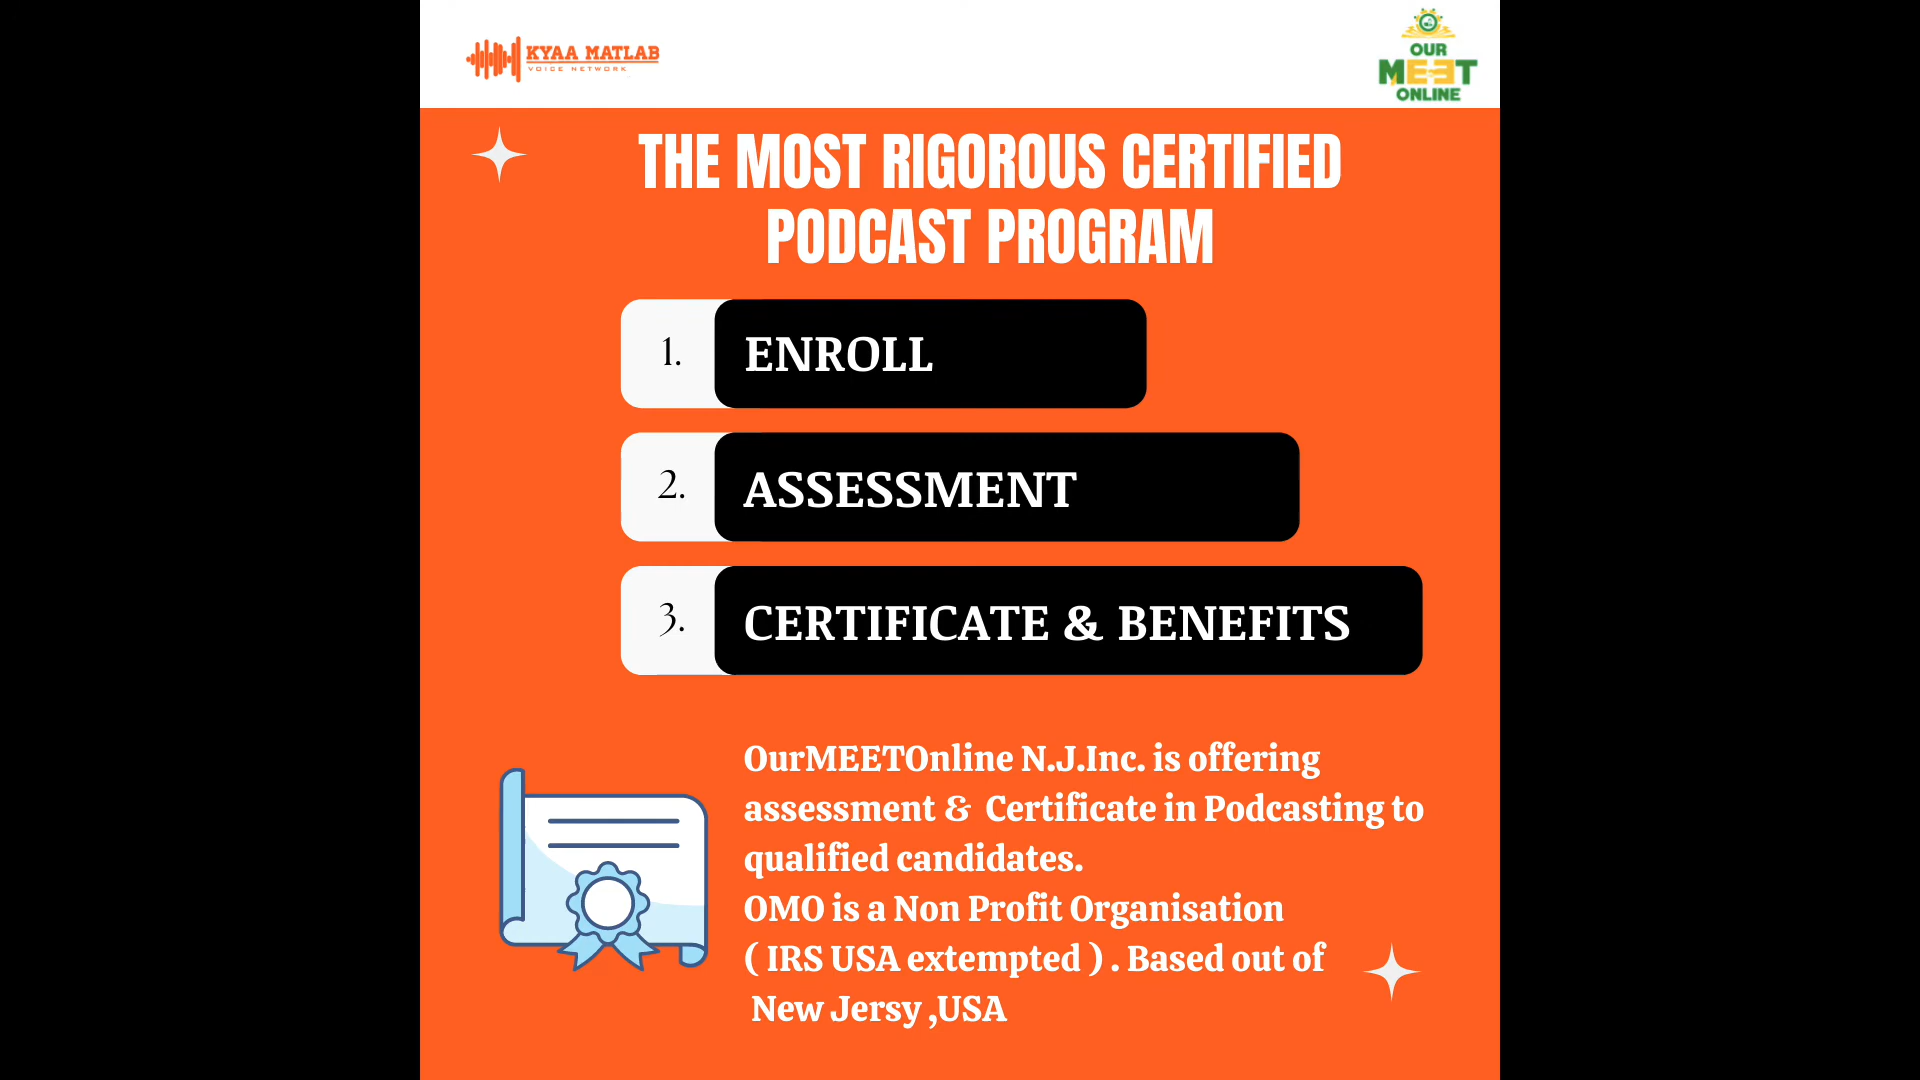 KYAA MATLAB
VOICE NETWORK
OUR
MEET
ONLINE
THE MOST RIGOROUS CERTIFIED
PODCAST PROGRAM
1. ENROLL
2. ASSESSMENT
3. CERTIFICATE & BENEFITS
OurMEETOnline N.J.Inc. is offering
assessment & Certificate in Podcasting to
qualified candidates.
OMO is a Non Profit Organisation
( IRS USA extempted ) . Based out of
New Jersy ,USA